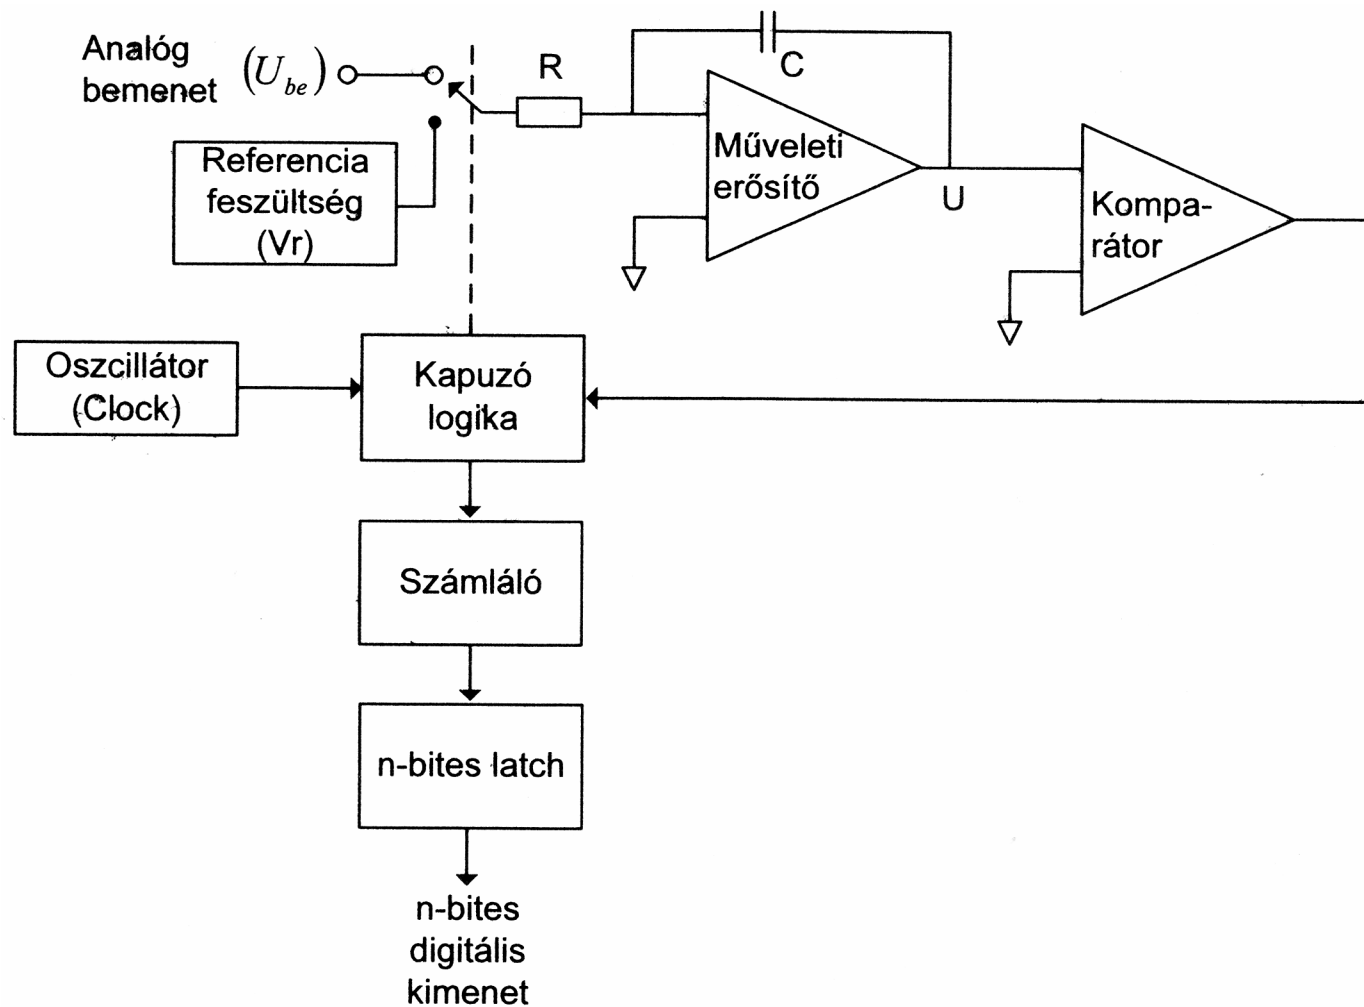 Analóg
bemenet
(U_be)
R
C
Referencia
feszültség
(Vr)
Műveleti
erősítő
U
Kompa-
rátor
Oszcillátor
(Clock)
Kapuzó
logika
Számláló
n-bites latch
n-bites
digitális
kimenet